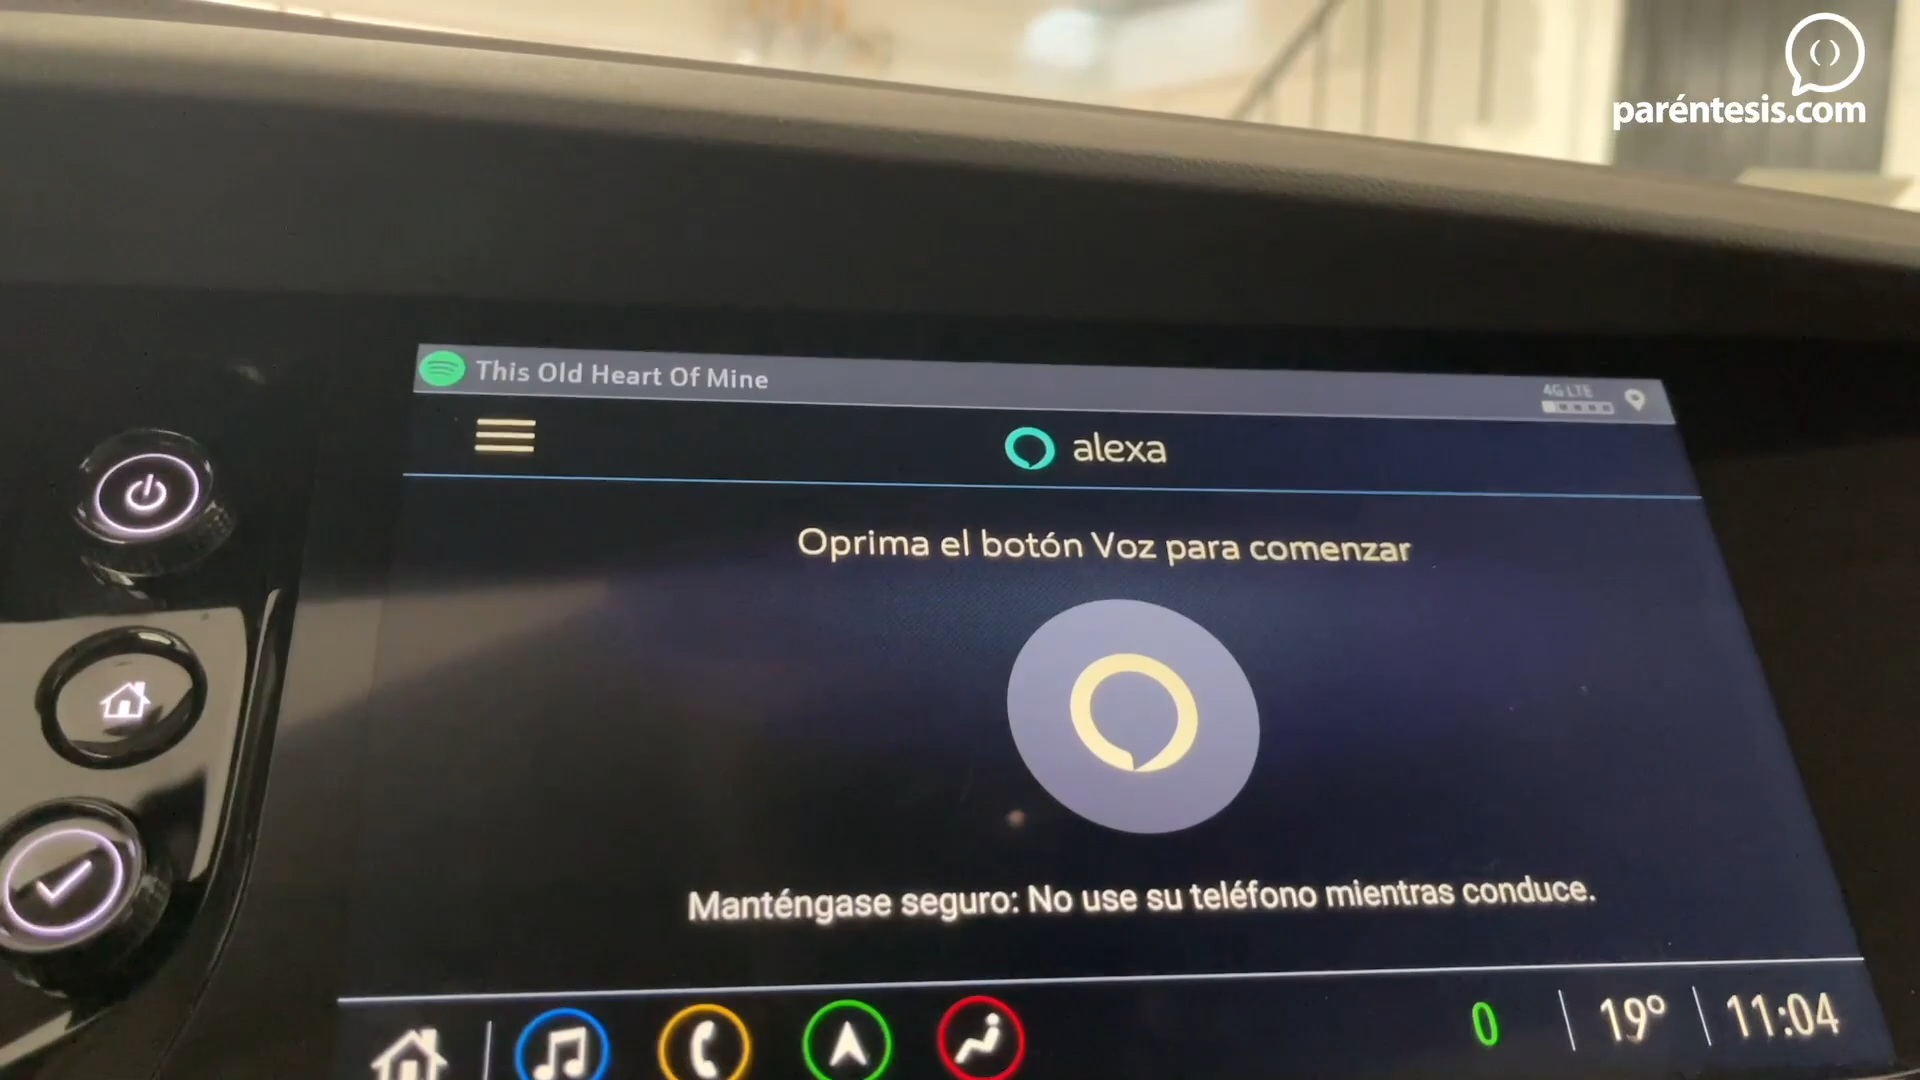 ()
paréntesis.com
This Old Heart Of Mine
4G LTE
alexa
Oprima el botón Voz para comenzar
Manténgase seguro: No use su teléfono mientras conduce.
0
19°
11:04